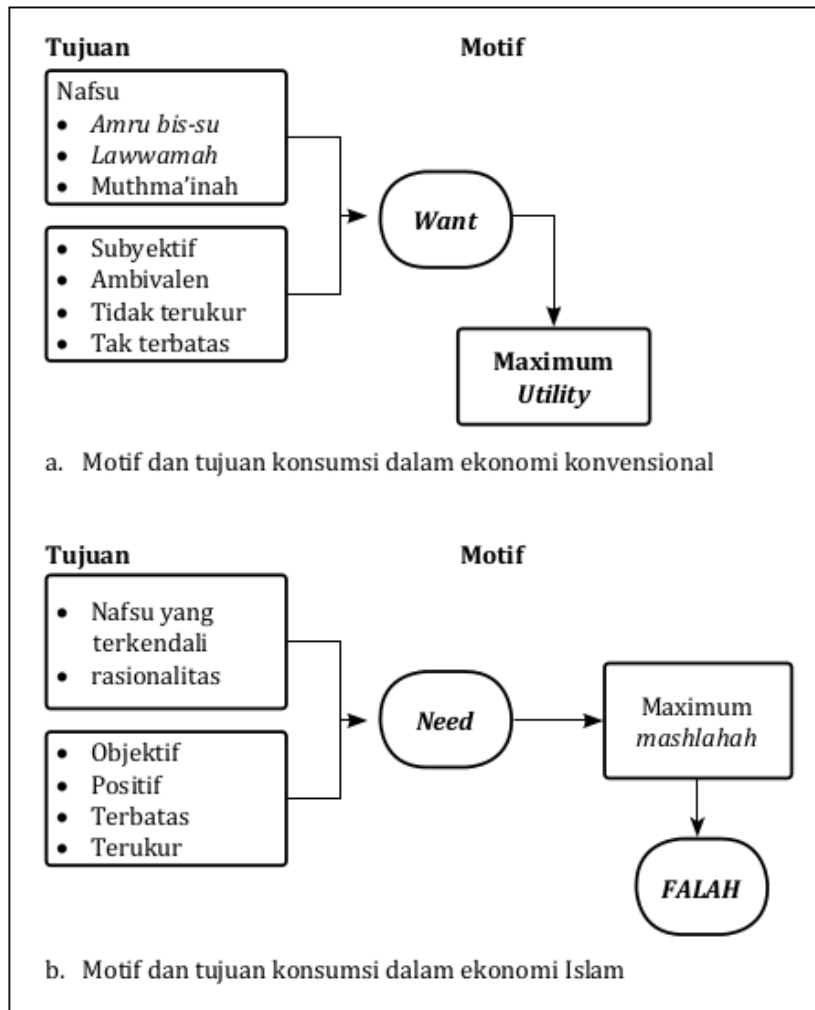 Tujuan Motif
Nafsu
• Amru bis-su
• Lawwamah
• Muthma'inah
• Subyektif
• Ambivalen
• Tidak terukur
• Tak terbatas
Want
Maximum
Utility
a. Motif dan tujuan konsumsi dalam ekonomi konvensional
Tujuan Motif
• Nafsu yang
terkendali
• rasionalitas
• Objektif
• Positif
• Terbatas
• Terukur
Need
Maximum
mashlahah
FALAH
b. Motif dan tujuan konsumsi dalam ekonomi Islam